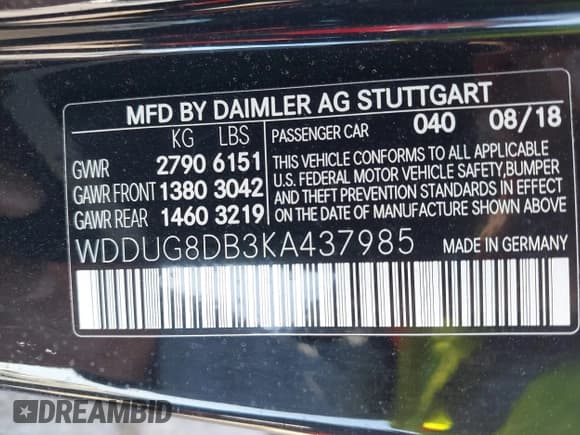 MFD BY DAIMLER AG STUTTGART
KG LBS PASSENGER CAR 040 08/18
GVWR 2790 6151
GAWR FRONT 1380 3042
GAWR REAR 1460 3219
THIS VEHICLE CONFORMS TO ALL APPLICABLE
U.S. FEDERAL MOTOR VEHICLE SAFETY, BUMPER
AND THEFT PREVENTION STANDARDS IN EFFECT
ON THE DATE OF MANUFACTURE SHOWN ABOVE.
WDDUG8DB3KA437985 MADE IN GERMANY
DREAMBID